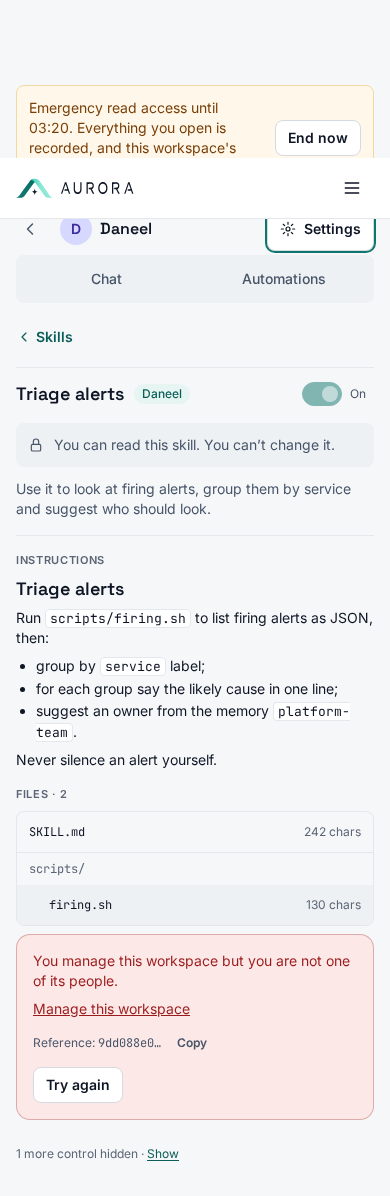 Emergency read access until
03:20. Everything you open is
recorded, and this workspace's
End now
AURORA
D
Daneel
Settings
Chat
Automations
Skills
Triage alerts
Daneel
On
You can read this skill. You can’t change it.
Use it to look at firing alerts, group them by service
and suggest who should look.
INSTRUCTIONS
Triage alerts
Run scripts/firing.sh to list firing alerts as JSON,
then:
• group by service label;
• for each group say the likely cause in one line;
• suggest an owner from the memory platform-
team.
Never silence an alert yourself.
FILES · 2
SKILL.md 242 chars
scripts/
firing.sh 130 chars
You manage this workspace but you are not one
of its people.
Manage this workspace
Reference: 9dd088e0… Copy
Try again
1 more control hidden · Show